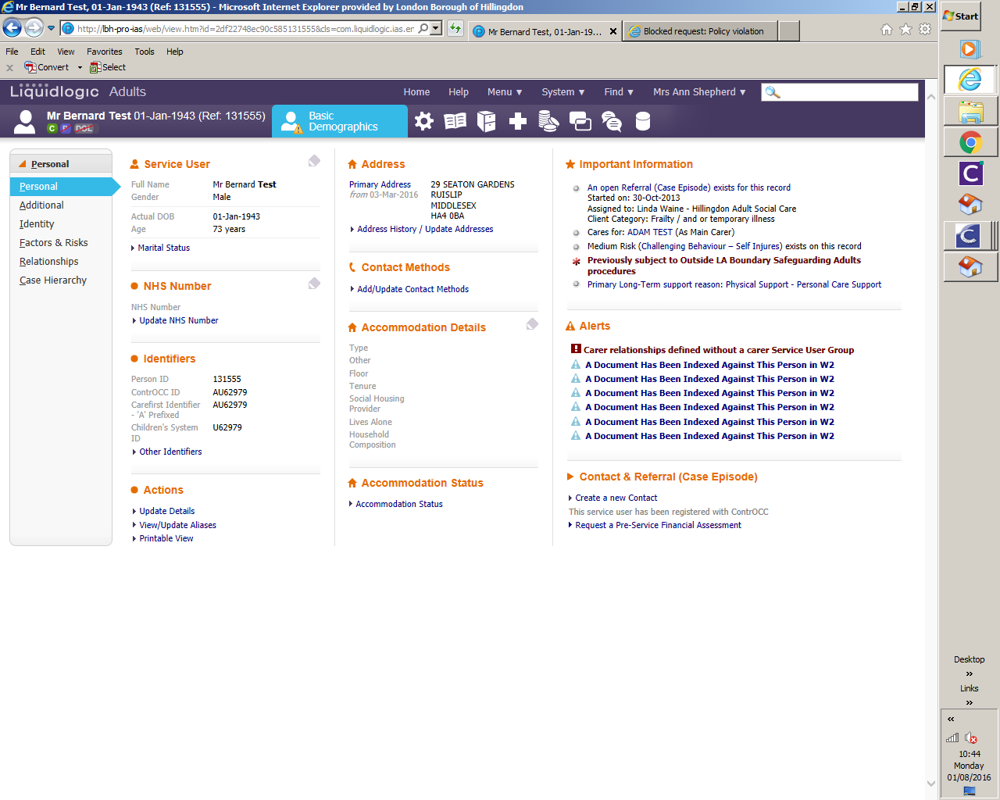 Mr Bernard Test, 01-Jan-1943 (Ref: 131555) - Microsoft Internet Explorer provided by London Borough of Hillingdon
http://lbh-pro-ias/web/view.htm?id=2df22748ec90c585131555&cls=com.liquidlogic.ias.en
Mr Bernard Test, 01-Jan-19...
Blocked request: Policy violation
File Edit View Favorites Tools Help
x Convert Select
Liquidlogic Adults
Home Help Menu ▼ System ▼ Find ▼ Mrs Ann Shepherd ▼
Mr Bernard Test 01-Jan-1943 (Ref: 131555)
C P DOL
Basic
Demographics
Personal
Personal
Additional
Identity
Factors & Risks
Relationships
Case Hierarchy
Service User
Full Name Mr Bernard Test
Gender Male
Actual DOB 01-Jan-1943
Age 73 years
Marital Status
NHS Number
NHS Number
Update NHS Number
Identifiers
Person ID 131555
ContrOCC ID AU62979
Carefirst Identifier AU62979
- 'A' Prefixed
Children's System U62979
ID
Other Identifiers
Actions
Update Details
View/Update Aliases
Printable View
Address
Primary Address 29 SEATON GARDENS
from 03-Mar-2016 RUISLIP
MIDDLESEX
HA4 0BA
Address History / Update Addresses
Contact Methods
Add/Update Contact Methods
Accommodation Details
Type
Other
Floor
Tenure
Social Housing
Provider
Lives Alone
Household
Composition
Accommodation Status
Accommodation Status
Important Information
An open Referral (Case Episode) exists for this record
Started on: 30-Oct-2013
Assigned to: Linda Waine - Hillingdon Adult Social Care
Client Category: Frailty / and or temporary illness
Cares for: ADAM TEST (As Main Carer)
Medium Risk (Challenging Behaviour – Self Injures) exists on this record
Previously subject to Outside LA Boundary Safeguarding Adults
procedures
Primary Long-Term support reason: Physical Support - Personal Care Support
Alerts
Carer relationships defined without a carer Service User Group
A Document Has Been Indexed Against This Person in W2
A Document Has Been Indexed Against This Person in W2
A Document Has Been Indexed Against This Person in W2
A Document Has Been Indexed Against This Person in W2
A Document Has Been Indexed Against This Person in W2
A Document Has Been Indexed Against This Person in W2
Contact & Referral (Case Episode)
Create a new Contact
This service user has been registered with ContrOCC
Request a Pre-Service Financial Assessment
Start
Desktop
»
Links
»
«
10:44
Monday
01/08/2016